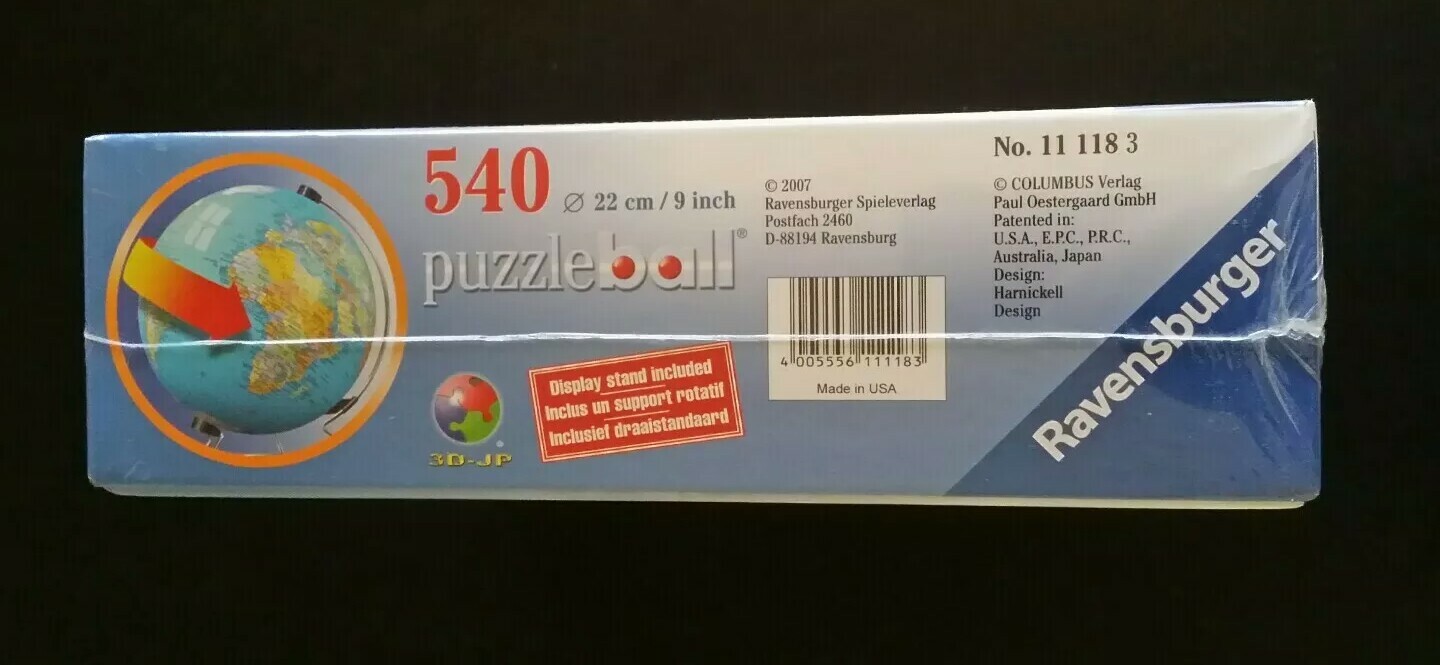 540
⌀ 22 cm / 9 inch
puzzleball®
3D-JP
Display stand included
Inclus un support rotatif
Inclusief draaistandaard
© 2007
Ravensburger Spieleverlag
Postfach 2460
D-88194 Ravensburg
4 005556 111183
Made in USA
No. 11 118 3
© COLUMBUS Verlag
Paul Oestergaard GmbH
Patented in:
U.S.A., E.P.C., P.R.C.,
Australia, Japan
Design:
Harnickell
Design
Ravensburger